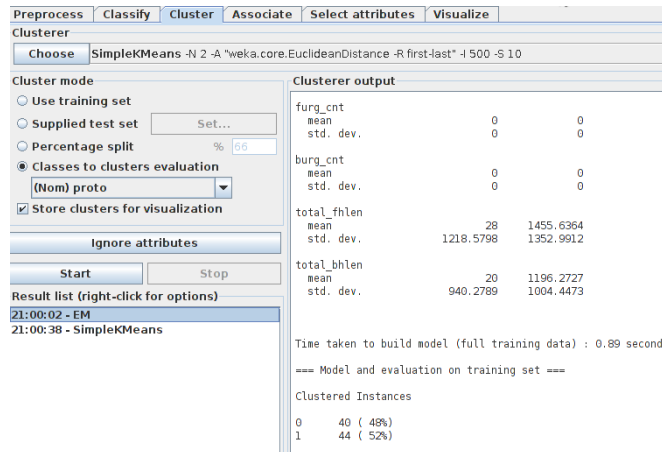 Preprocess Classify Cluster Associate Select attributes Visualize
Clusterer
Choose SimpleKMeans -N 2 -A "weka.core.EuclideanDistance -R first-last" -I 500 -S 10
Cluster mode
Use training set
Supplied test set Set...
Percentage split % 66
Classes to clusters evaluation
(Nom) proto
Store clusters for visualization
Ignore attributes
Start Stop
Result list (right-click for options)
21:00:02 - EM
21:00:38 - SimpleKMeans
Clusterer output
furg_cnt
mean 0 0
std. dev. 0 0
burg_cnt
mean 0 0
std. dev. 0 0
total_fhlen
mean 28 1455.6364
std. dev. 1218.5798 1352.9912
total_bhlen
mean 20 1196.2727
std. dev. 940.2789 1004.4473
Time taken to build model (full training data) : 0.89 second
=== Model and evaluation on training set ===
Clustered Instances
0 40 ( 48%)
1 44 ( 52%)